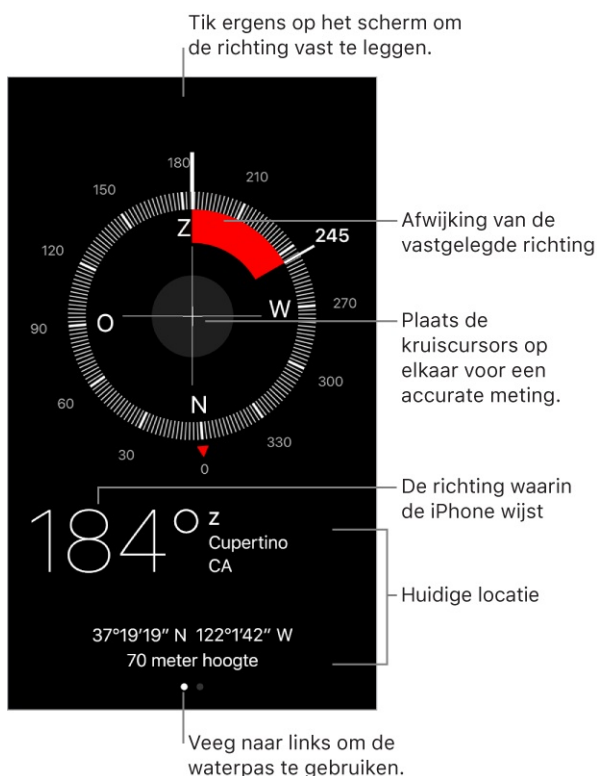 Tik ergens op het scherm om
de richting vast te leggen.
180
210
150
Z
245
Afwijking van de
vastgelegde richting
120
W
270
O
90
Plaats de
kruiscursors op
elkaar voor een
accurate meting.
300
60
N
330
30
0
De richting waarin
de iPhone wijst
184° Z
Cupertino
CA
Huidige locatie
37°19′19″ N 122°1′42″ W
70 meter hoogte
Veeg naar links om de
waterpas te gebruiken.